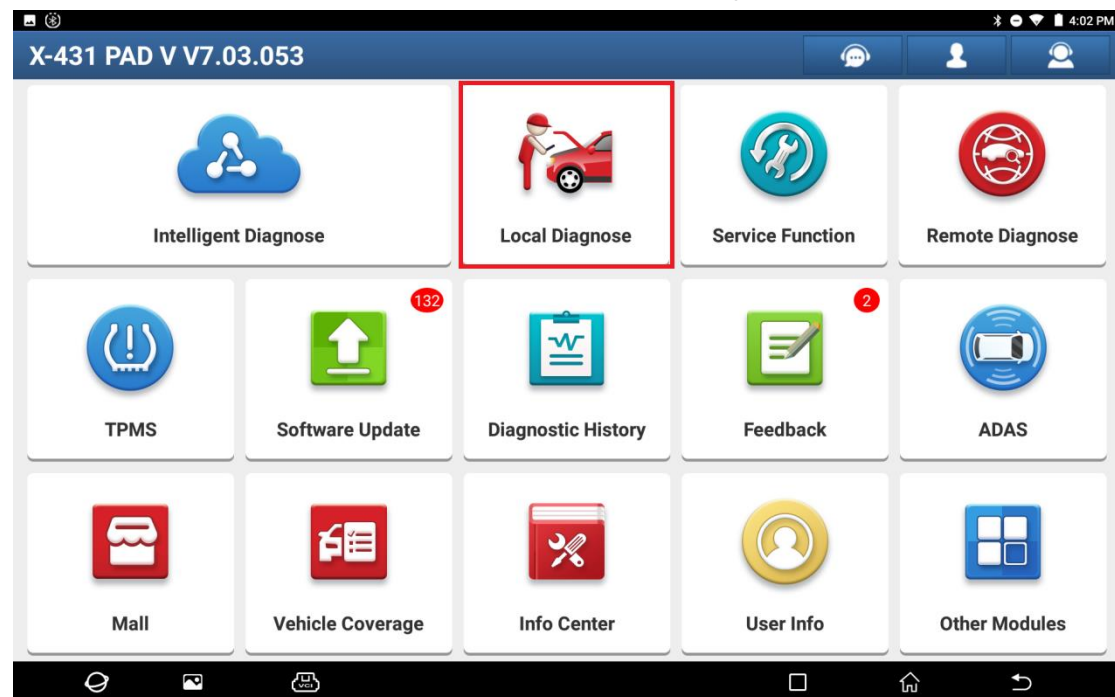 4:02 PM
X-431 PAD V V7.03.053
Intelligent Diagnose
Local Diagnose
Service Function
Remote Diagnose
132
2
TPMS
Software Update
Diagnostic History
Feedback
ADAS
Mall
Vehicle Coverage
Info Center
User Info
Other Modules
VCI